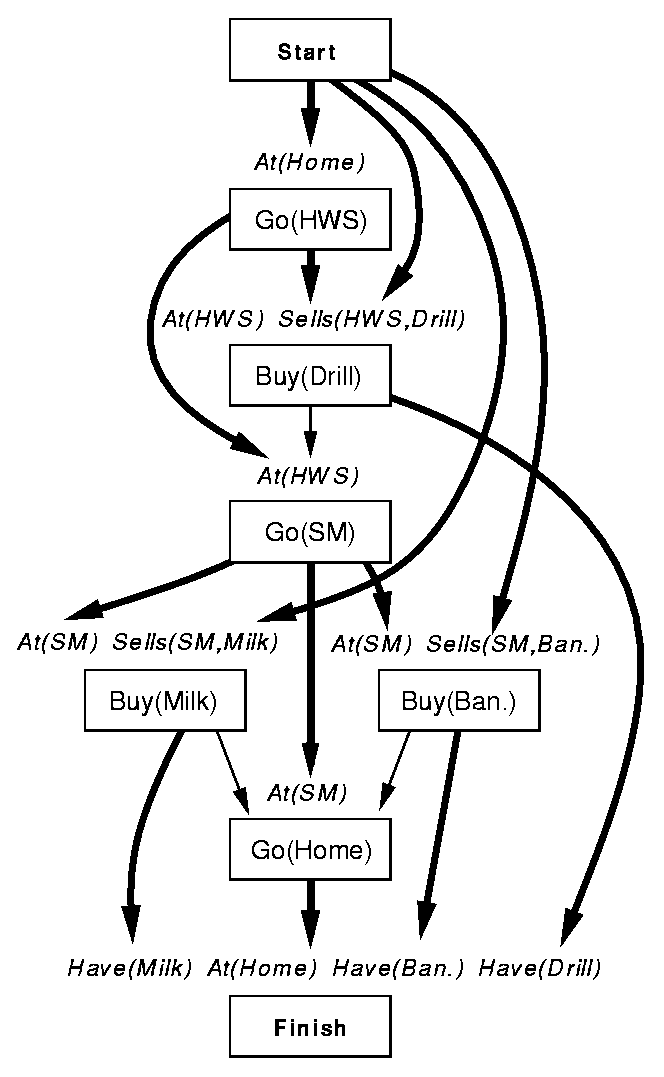 Start
At(Home)
Go(HWS)
At(HWS) Sells(HWS,Drill)
Buy(Drill)
At(HWS)
Go(SM)
At(SM) Sells(SM,Milk) At(SM) Sells(SM,Ban.)
Buy(Milk) Buy(Ban.)
At(SM)
Go(Home)
Have(Milk) At(Home) Have(Ban.) Have(Drill)
Finish